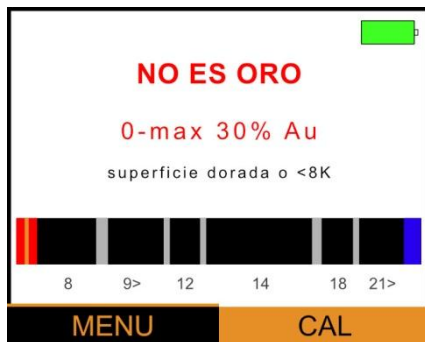 NO ES ORO
0-max 30% Au
superficie dorada o <8K
8 9> 12 14 18 21>
MENU CAL